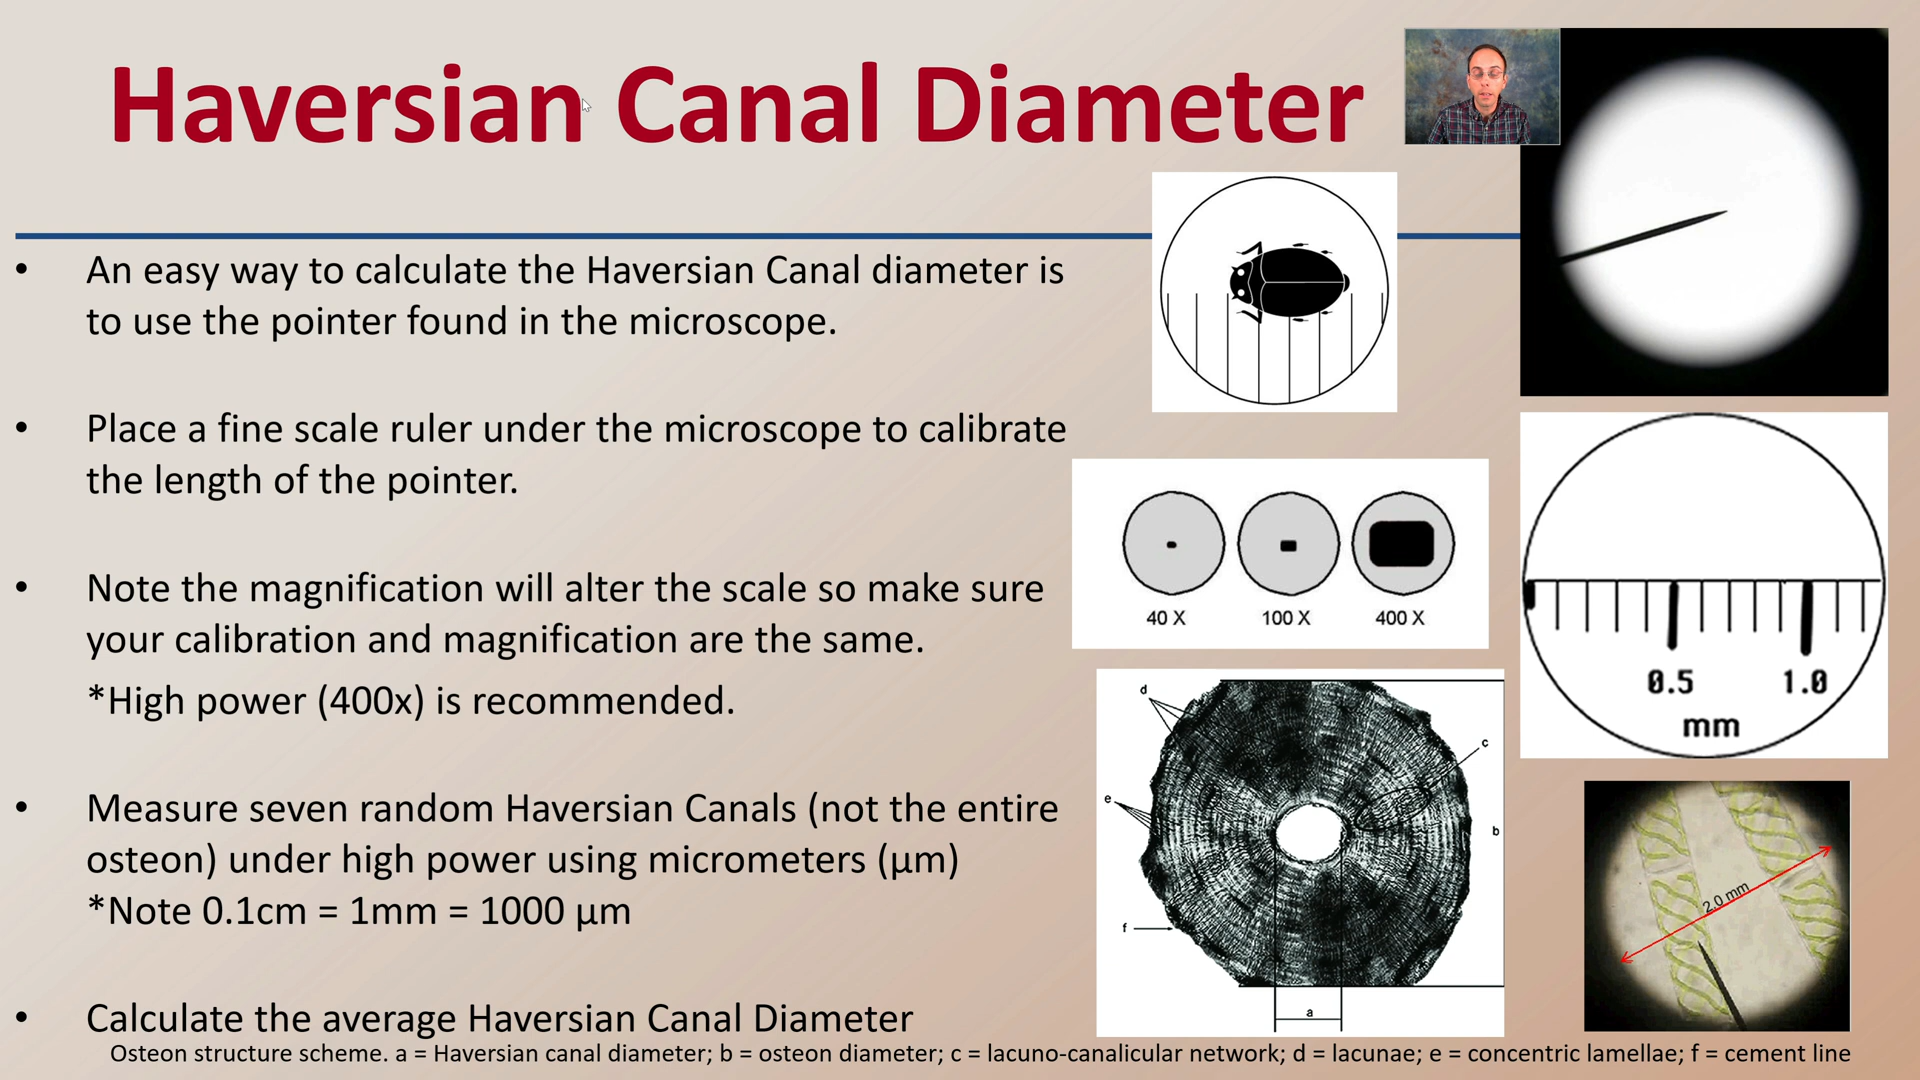 Haversian Canal Diameter
• An easy way to calculate the Haversian Canal diameter is
to use the pointer found in the microscope.
• Place a fine scale ruler under the microscope to calibrate
the length of the pointer.
• Note the magnification will alter the scale so make sure
your calibration and magnification are the same.
*High power (400x) is recommended.
• Measure seven random Haversian Canals (not the entire
osteon) under high power using micrometers (µm)
*Note 0.1cm = 1mm = 1000 µm
• Calculate the average Haversian Canal Diameter
40 X 100 X 400 X
0.5 1.0
mm
d
c
e
b
f
a
2.0 mm
Osteon structure scheme. a = Haversian canal diameter; b = osteon diameter; c = lacuno-canalicular network; d = lacunae; e = concentric lamellae; f = cement line